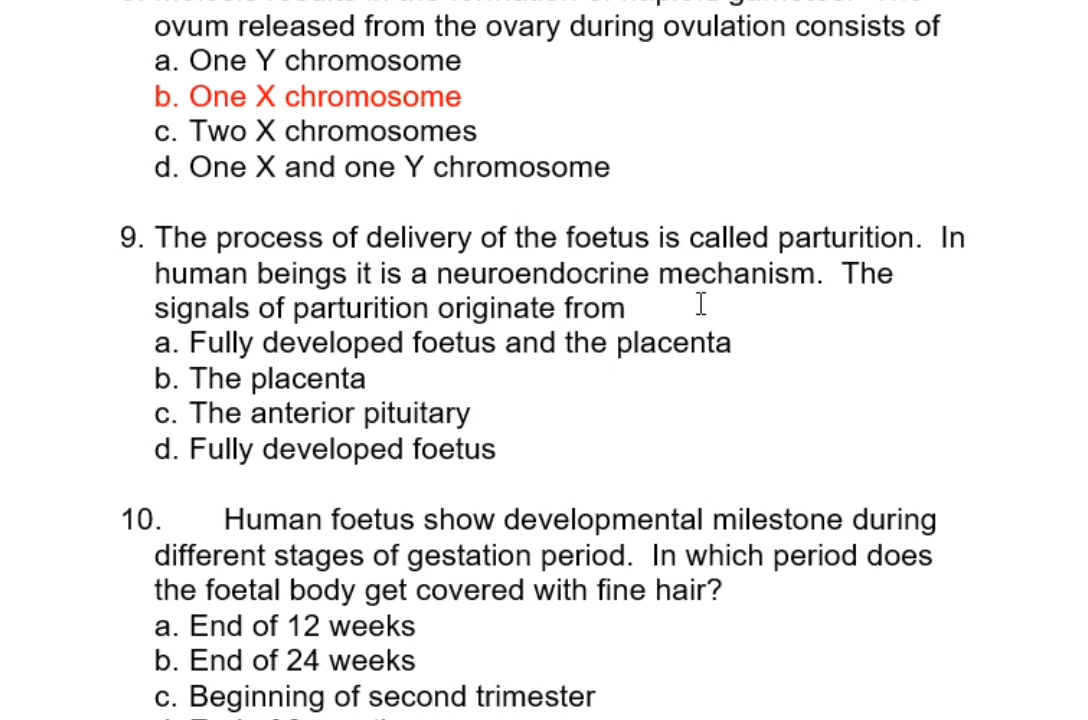 ovum released from the ovary during ovulation consists of
a. One Y chromosome
b. One X chromosome
c. Two X chromosomes
d. One X and one Y chromosome
9. The process of delivery of the foetus is called parturition. In
human beings it is a neuroendocrine mechanism. The
signals of parturition originate from
a. Fully developed foetus and the placenta
b. The placenta
c. The anterior pituitary
d. Fully developed foetus
10. Human foetus show developmental milestone during
different stages of gestation period. In which period does
the foetal body get covered with fine hair?
a. End of 12 weeks
b. End of 24 weeks
c. Beginning of second trimester